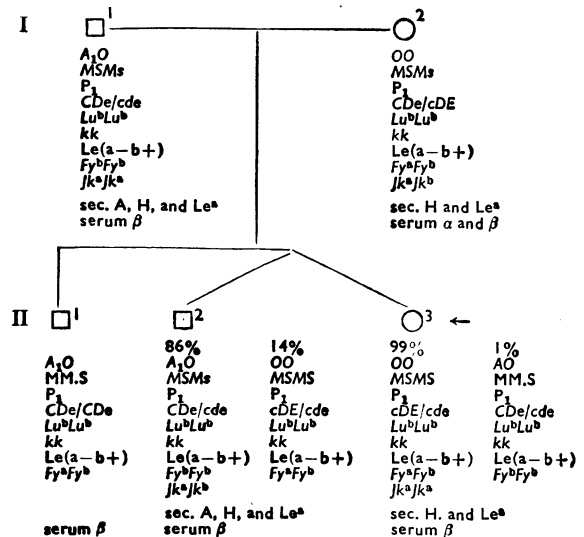 I
1
A₁O
MSMs
P₁
CDe/cde
LuᵇLuᵇ
kk
Le(a−b+)
FyᵇFyᵇ
JkᵃJkᵃ
sec. A, H, and Leᵃ
serum β
2
OO
MSMs
P₁
CDe/cDE
LuᵇLuᵇ
kk
Le(a−b+)
FyᵃFyᵇ
JkᵃJkᵇ
sec. H and Leᵃ
serum α and β
II
1
A₁O
MM.S
P₁
CDe/CDe
LuᵇLuᵇ
kk
Le(a−b+)
FyᵃFyᵇ
serum β
2
86%
A₁O
MSMs
P₁
CDe/cde
LuᵇLuᵇ
kk
Le(a−b+)
FyᵇFyᵇ
JkᵃJkᵇ
sec. A, H, and Leᵃ
serum β
14%
OO
MSMS
P₁
cDE/cde
LuᵇLuᵇ
kk
Le(a−b+)
FyᵃFyᵇ
3 ←
99%
OO
MSMS
P₁
cDE/cde
LuᵇLuᵇ
kk
Le(a−b+)
FyᵃFyᵇ
JkᵃJkᵃ
sec. H. and Leᵃ
serum β
1%
AO
MM.S
P₁
CDe/cde
LuᵇLuᵇ
kk
Le(a−b+)
FyᵇFyᵇ